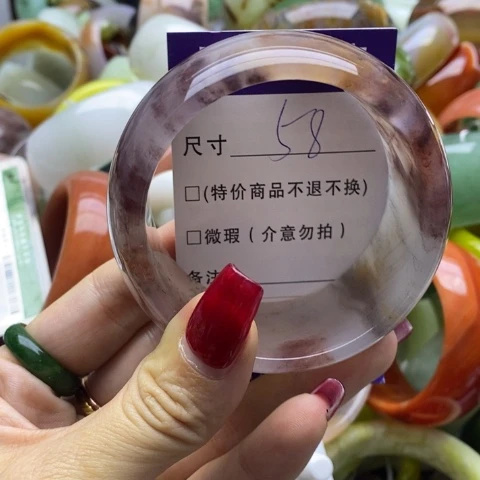 尺寸 58
□(特价商品不退不换)
□微瑕(介意勿拍)
备注